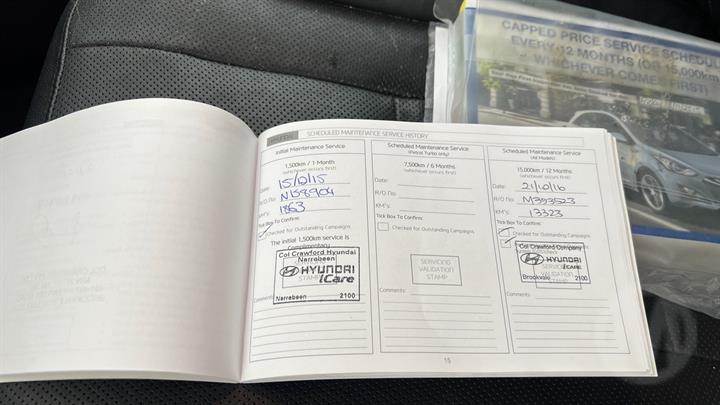 CAPPED PRICE SERVICE SCHEDUL
EVERY 12 MONTHS (OR 15,000km
WHICHEVER COMES FIRST)
SCHEDULED MAINTENANCE SERVICE HISTORY
Initial Maintenance Service
1,500km / 1 Month
(whichever occurs first)
Date:
R/O No:
N158904
KM's:
1863
Tick Box To Confirm:
Checked for Outstanding Campaigns
The initial 1,500km service is
Complimentary
Col Crawford Hyundai
Narrabeen
HYUNDAI
iCare
STAMP
Narrabeen 2100
Comments:
Scheduled Maintenance Service
(Petrol Turbo only)
7,500km / 6 Months
(whichever occurs first)
Date:
R/O No:
KM's:
Tick Box To Confirm:
Checked for Outstanding Campaigns
SERVICING
VALIDATION
STAMP
Comments:
Scheduled Maintenance Service
(All Models)
15,000km / 12 Months
(whichever occurs first)
Date: 21/10/16
R/O No: M393523
KM's: 13323
Tick Box To Confirm:
Checked for Outstanding Campaigns
Col Crawford Company
HYUNDAI
iCare
VALIDATION
STAMP
Brookvale 2100
Comments:
15